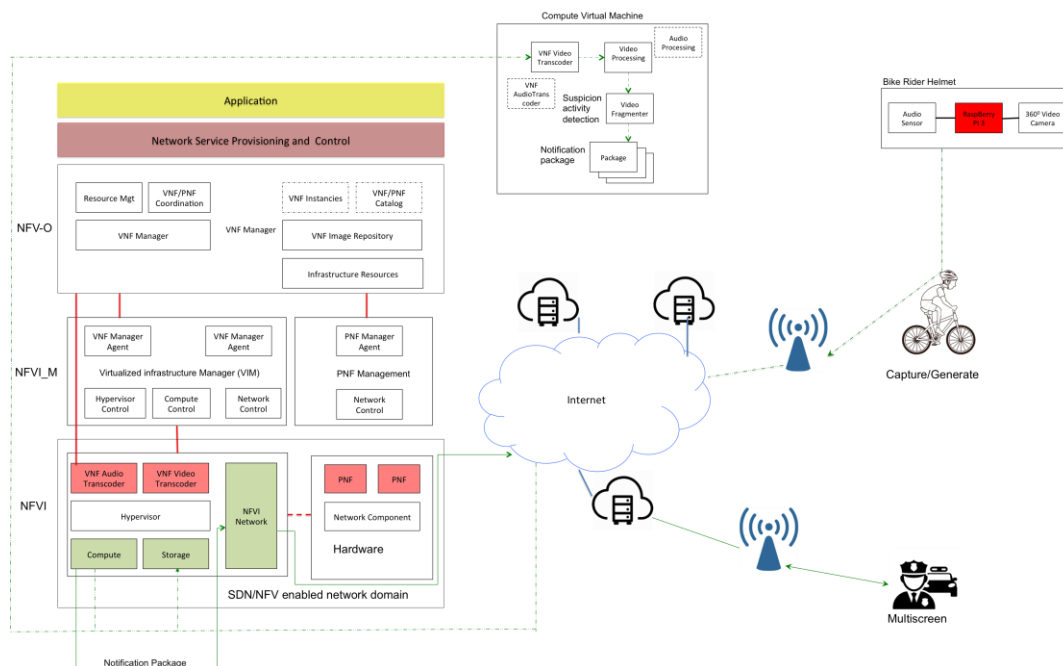 Compute Virtual Machine
VNF Video
Transcoder
Video
Processing
Audio
Processing
VNF
AudioTrans
coder
Suspicion
activity
detection
Video
Fragmenter
Notification
package
Package
Bike Rider Helmet
Audio
Sensor
Raspberry
Pi 3
360⁰ Video
Camera
Capture/Generate
Application
Network Service Provisioning and Control
NFV-O
Resource Mgt
VNF/PNF
Coordination
VNF Manager
VNF Manager
VNF Instancies
VNF/PNF
Catalog
VNF Image Repository
Infrastructure Resources
NFVI_M
VNF Manager
Agent
VNF Manager
Agent
Virtualized infrastructure Manager (VIM)
Hypervisor
Control
Compute
Control
Network
Control
PNF Manager
Agent
PNF Management
Network
Control
Internet
NFVI
VNF Audio
Transcoder
VNF Video
Transcoder
Hypervisor
Compute
Storage
NFVI
Network
PNF
PNF
Network Component
Hardware
SDN/NFV enabled network domain
Notification Package
Multiscreen